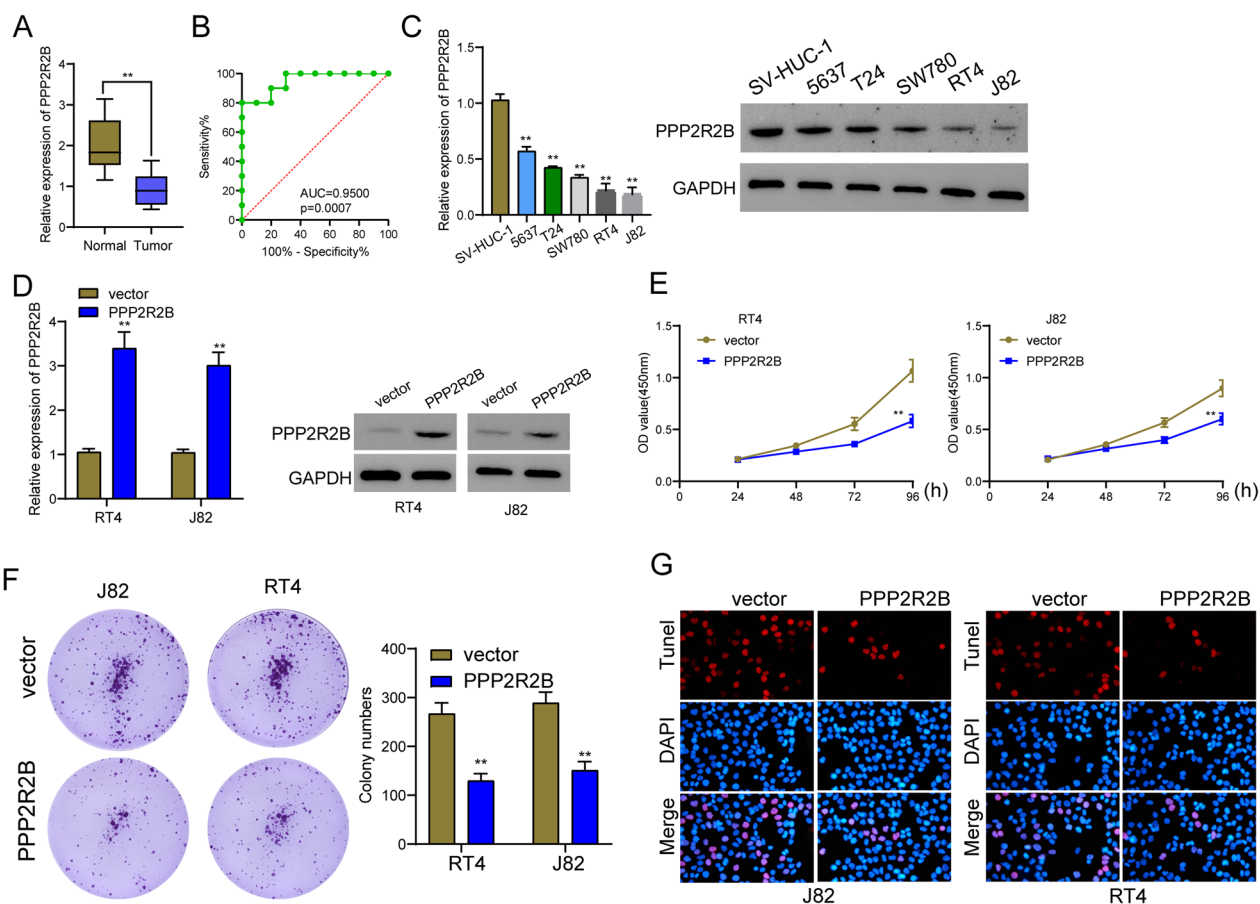 A
Relative expression of PPP2R2B
4
3
2
1
0
**
Normal
Tumor
B
Sensitivity%
100
80
60
40
20
0
AUC=0.9500
p=0.0007
0
20
40
60
80
100
100% - Specificity%
C
Relative expression of PPP2R2B
1.5
1.0
0.5
0.0
**
**
**
**
**
SV-HUC-1
5637
T24
SW780
RT4
J82
SV-HUC-1
5637
T24
SW780
RT4
J82
PPP2R2B
GAPDH
D
vector
PPP2R2B
Relative expression of PPP2R2B
4
3
2
1
0
**
**
RT4
J82
vector
PPP2R2B
vector
PPP2R2B
PPP2R2B
GAPDH
RT4
J82
E
RT4
vector
PPP2R2B
OD value(450nm)
1.5
1.0
0.5
0.0
**
0
24
48
72
96
(h)
J82
vector
PPP2R2B
OD value(450nm)
1.5
1.0
0.5
0.0
**
0
24
48
72
96
(h)
F
J82
RT4
vector
PPP2R2B
vector
PPP2R2B
Colony numbers
400
300
200
100
0
**
**
RT4
J82
G
vector
PPP2R2B
vector
PPP2R2B
Tunel
DAPI
Merge
Tunel
DAPI
Merge
J82
RT4